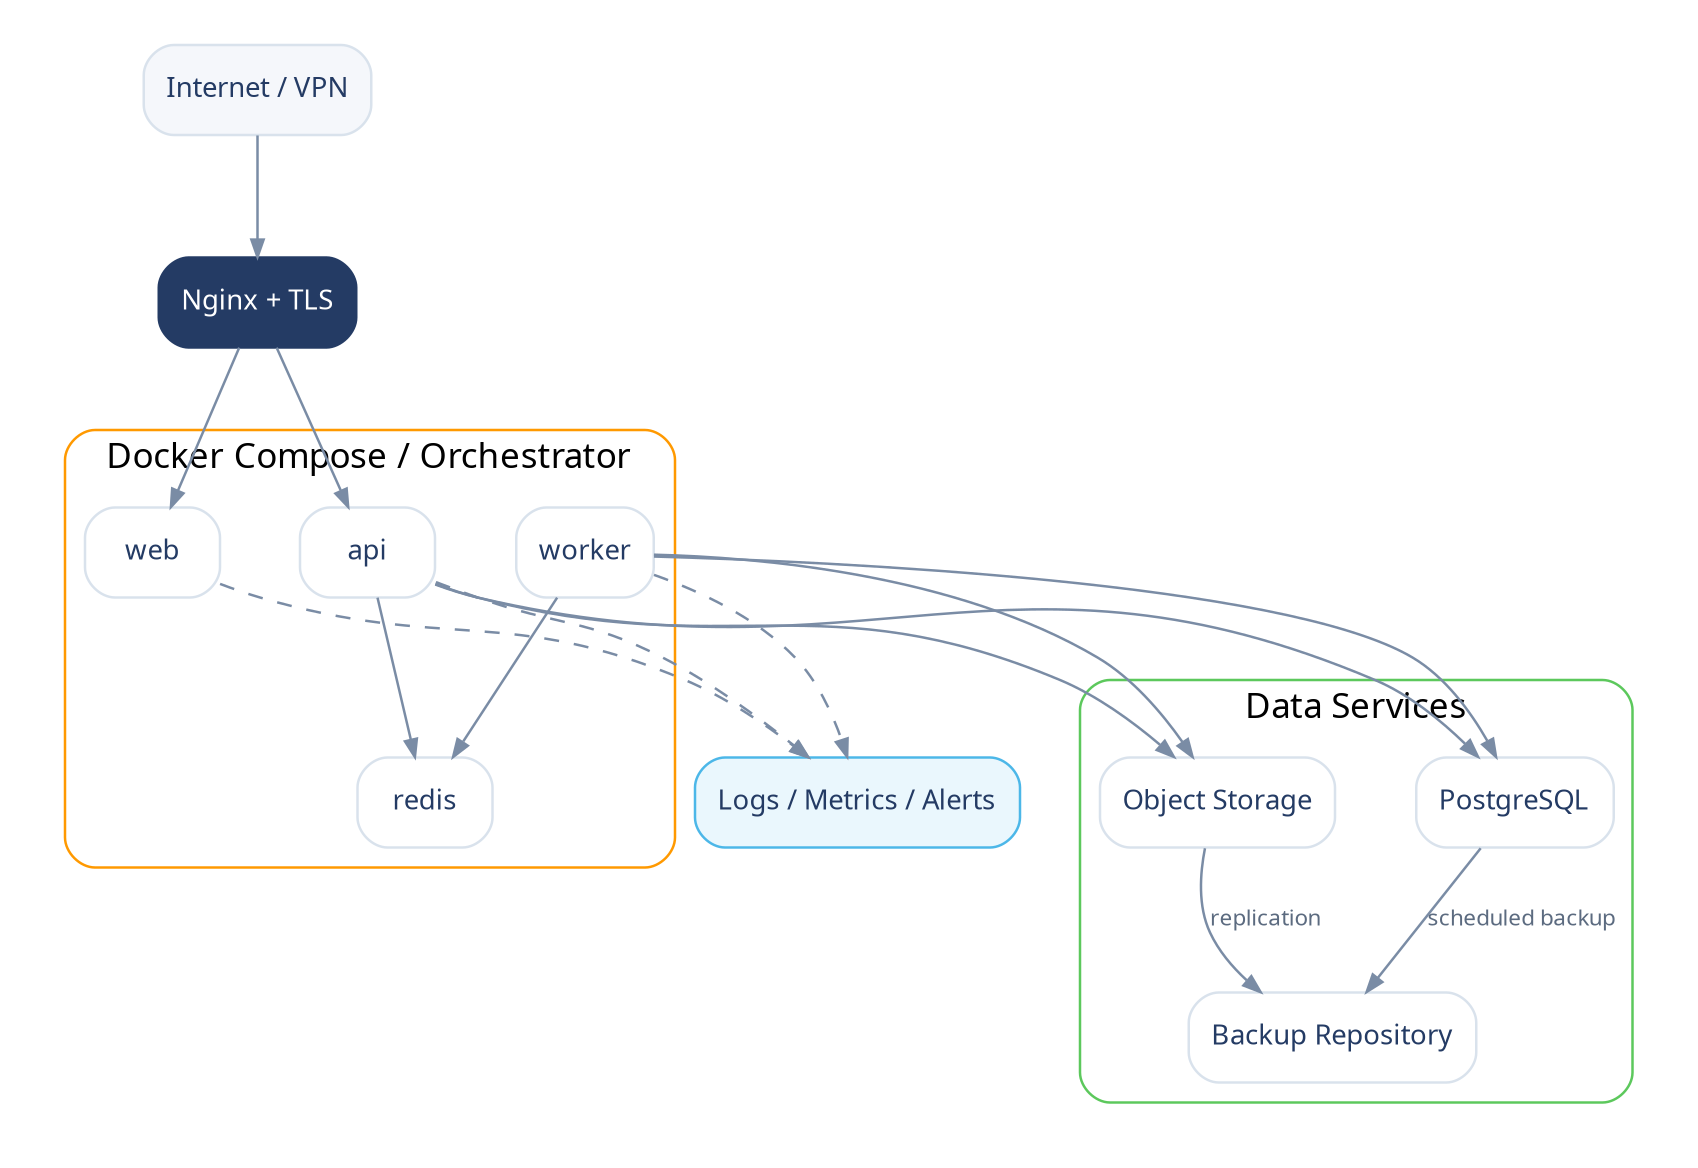 Internet / VPN
Nginx + TLS
Docker Compose / Orchestrator
web
api
worker
redis
Logs / Metrics / Alerts
Data Services
Object Storage
PostgreSQL
replication
scheduled backup
Backup Repository